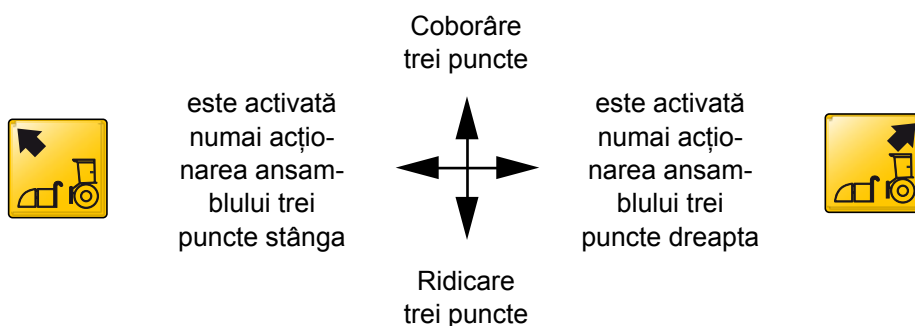 Coborâre
trei puncte
este activată
numai acțio-
narea ansam-
blului trei
puncte stânga
este activată
numai acțio-
narea ansam-
blului trei
puncte dreapta
Ridicare
trei puncte